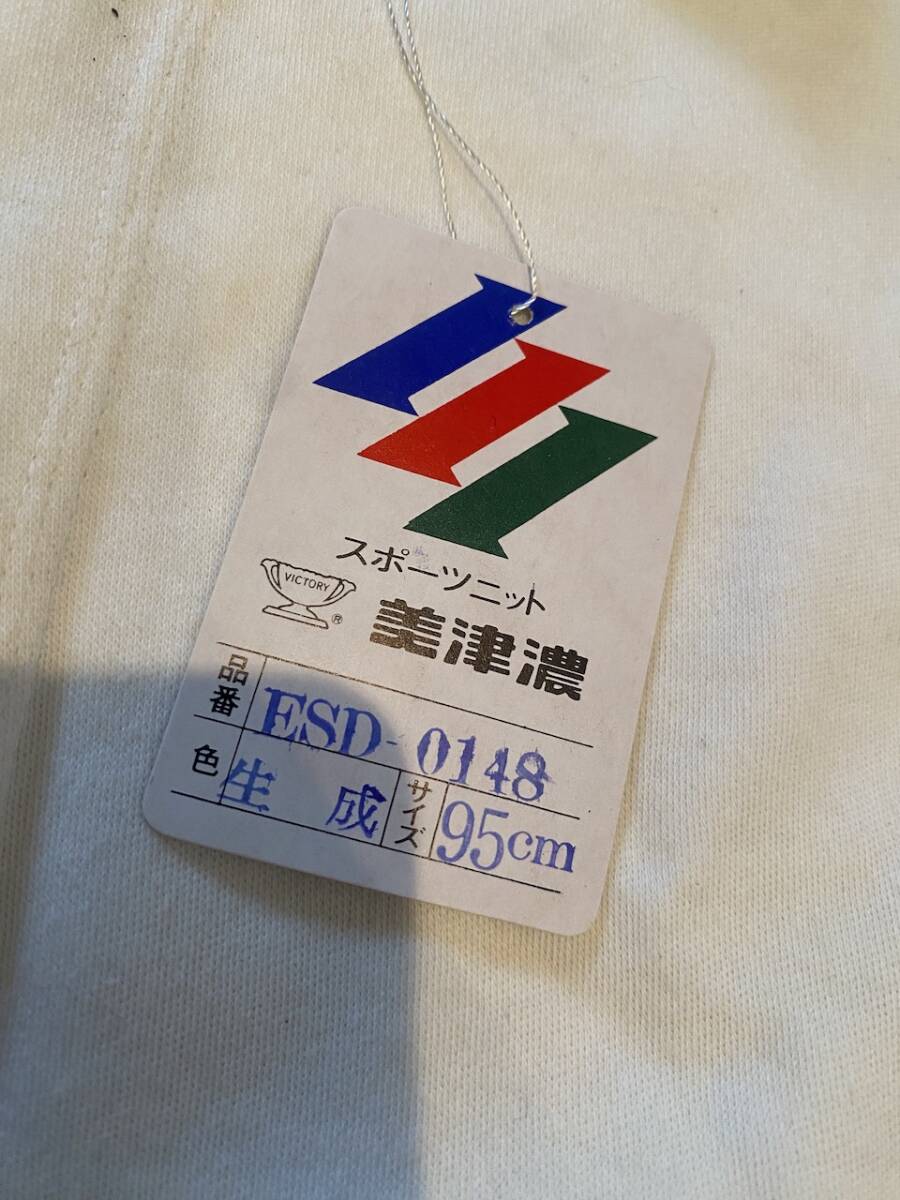 スポーツニット
VICTORY
®
美津濃
品番 ESD-0148
色 生成 サイズ 95cm